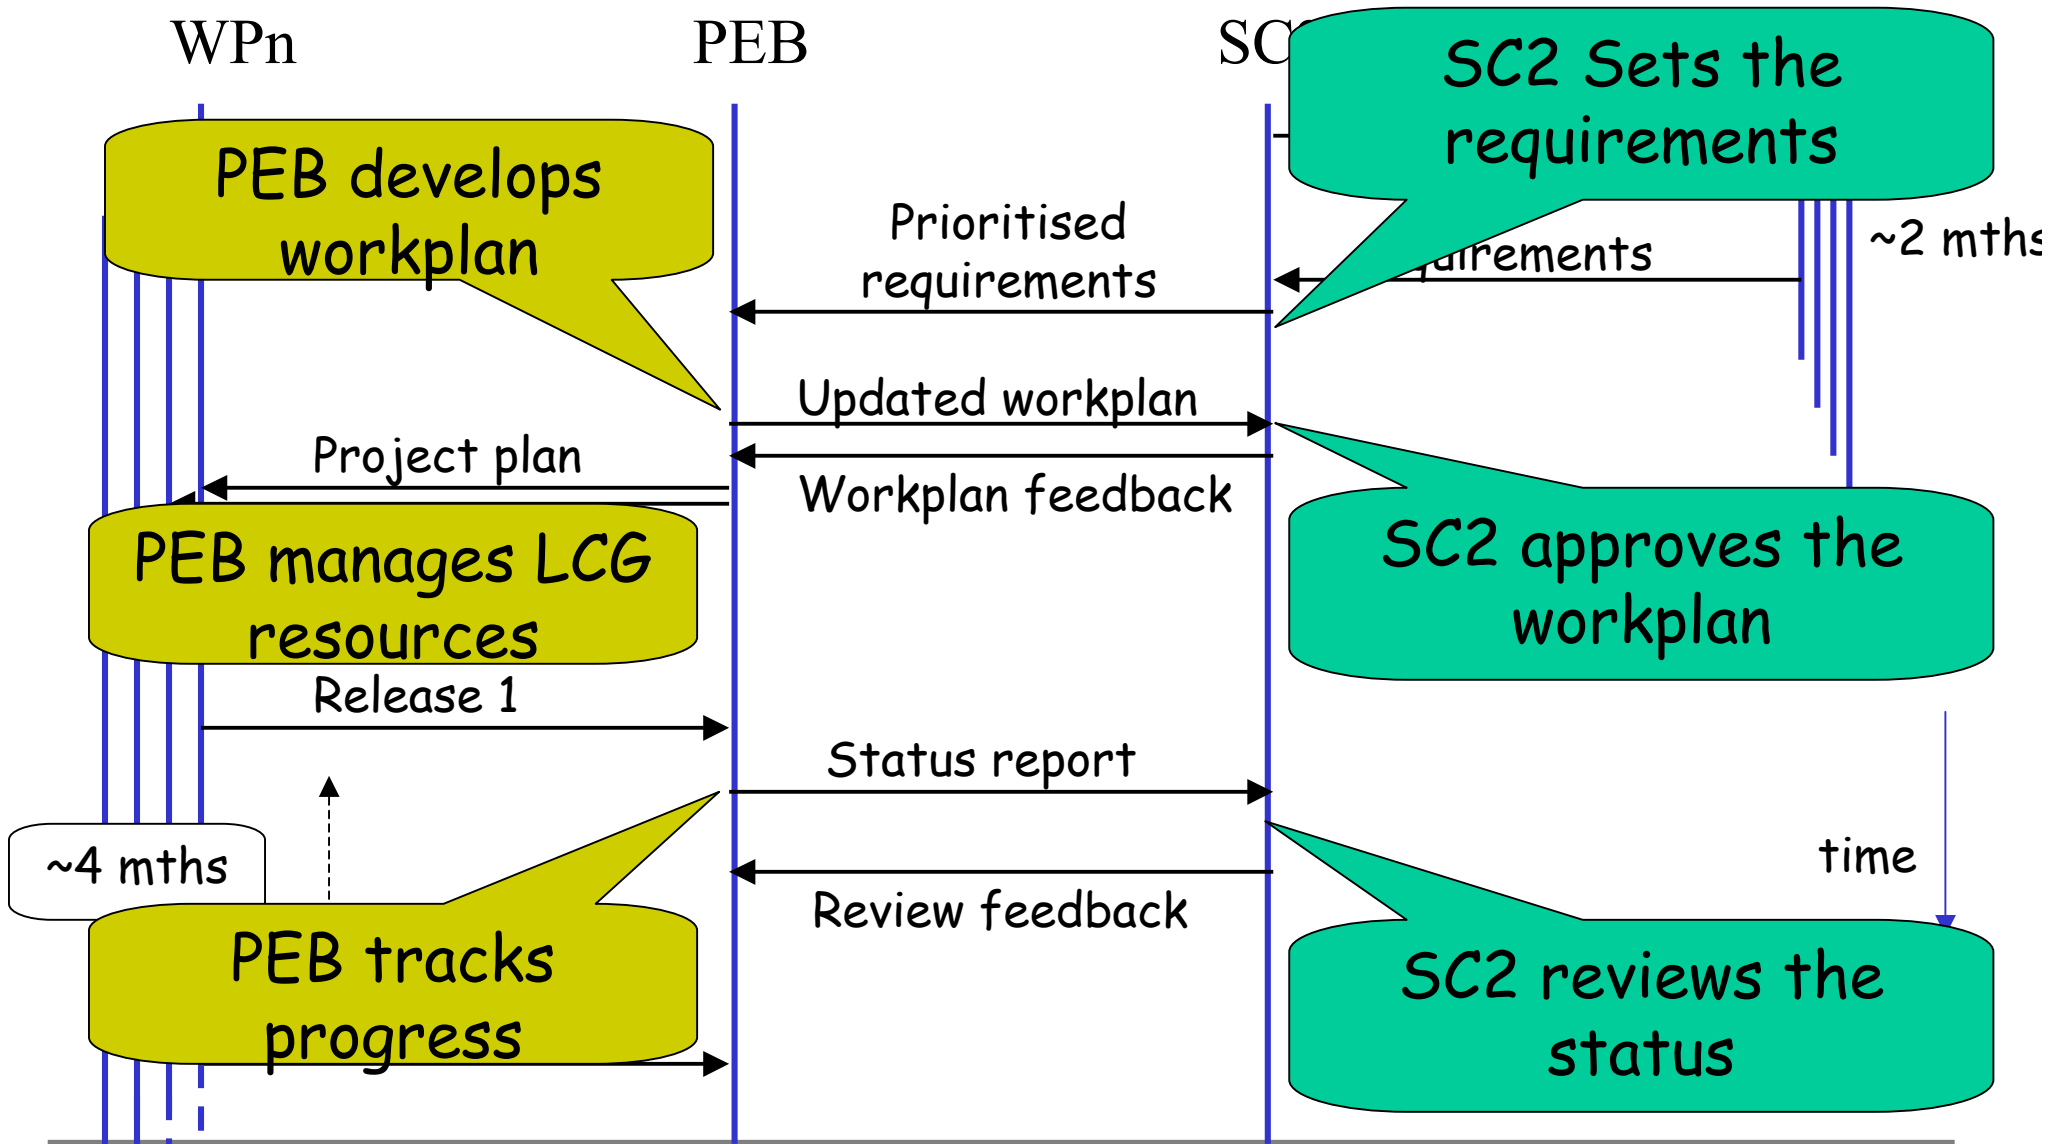 WPn
PEB
SC2 Sets the
requirements
PEB develops
workplan
Prioritised
requirements
~2 mths
Updated workplan
Project plan
Workplan feedback
PEB manages LCG
resources
SC2 approves the
workplan
Release 1
Status report
~4 mths
time
Review feedback
PEB tracks
progress
SC2 reviews the
status